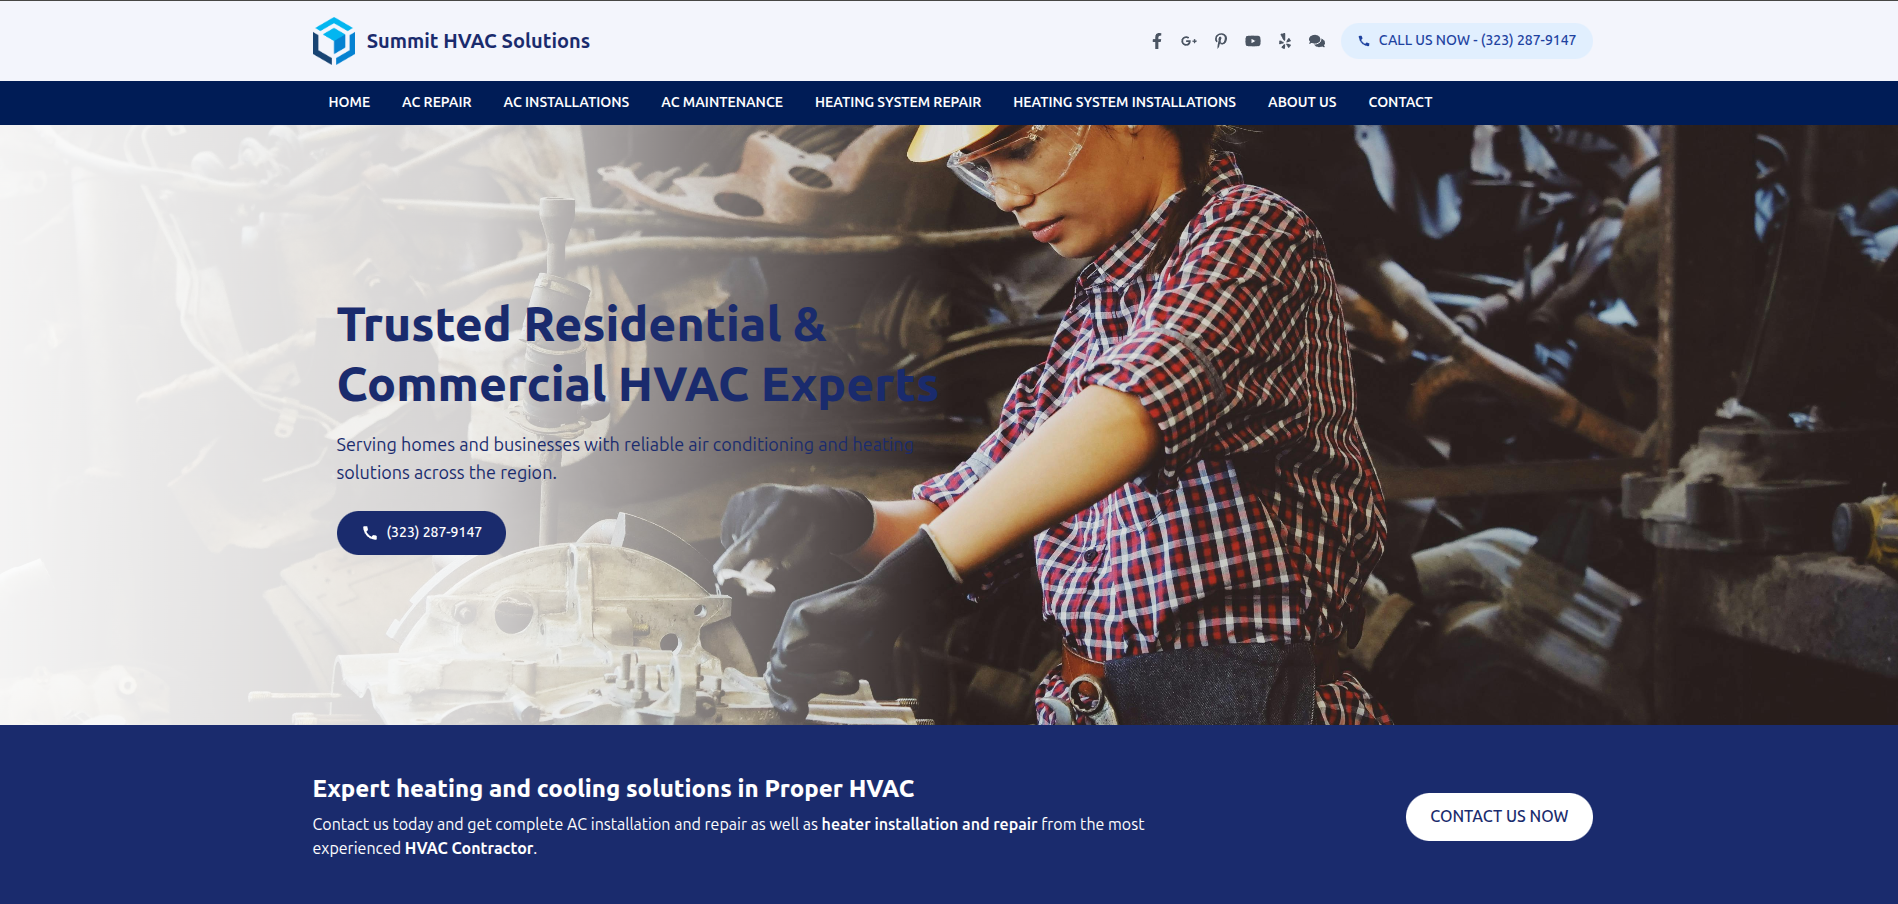 Summit HVAC Solutions
G+
CALL US NOW - (323) 287-9147
HOME AC REPAIR AC INSTALLATIONS AC MAINTENANCE HEATING SYSTEM REPAIR HEATING SYSTEM INSTALLATIONS ABOUT US CONTACT
Trusted Residential &
Commercial HVAC Experts
Serving homes and businesses with reliable air conditioning and heating
solutions across the region.
(323) 287-9147
Expert heating and cooling solutions in Proper HVAC
Contact us today and get complete AC installation and repair as well as heater installation and repair from the most
experienced HVAC Contractor.
CONTACT US NOW